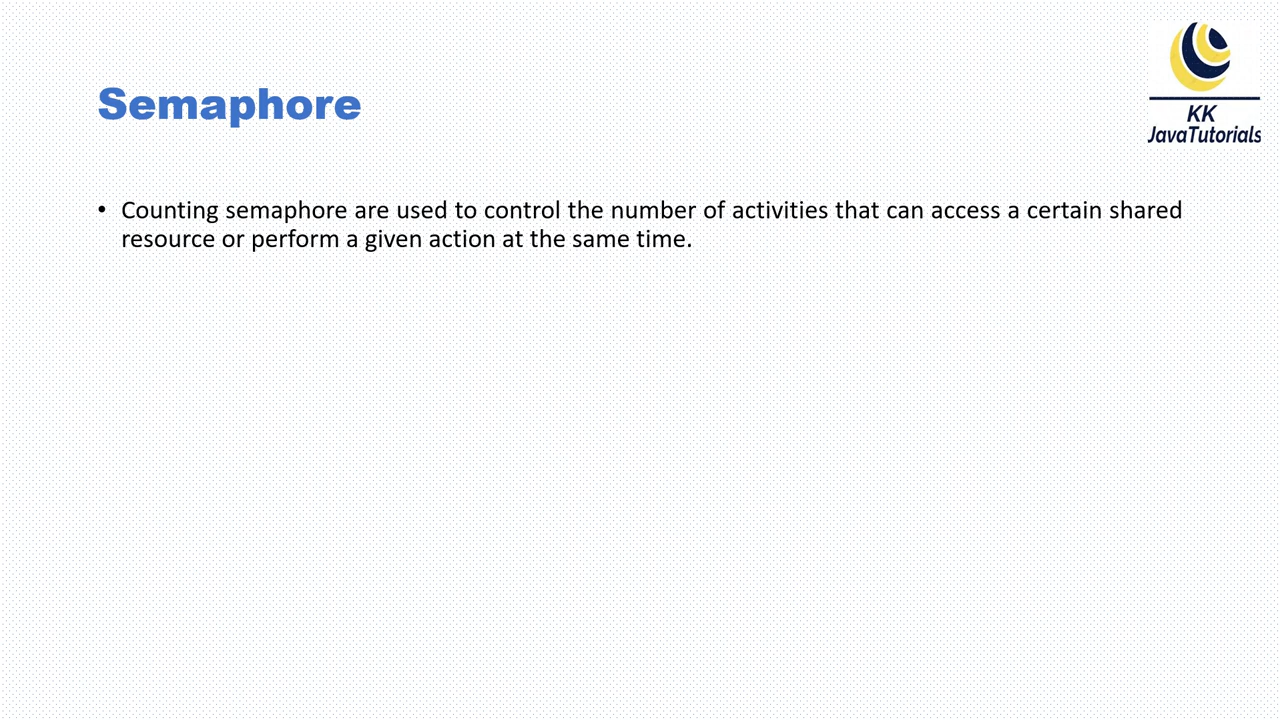 Semaphore
KK
JavaTutorials
• Counting semaphore are used to control the number of activities that can access a certain shared
resource or perform a given action at the same time.